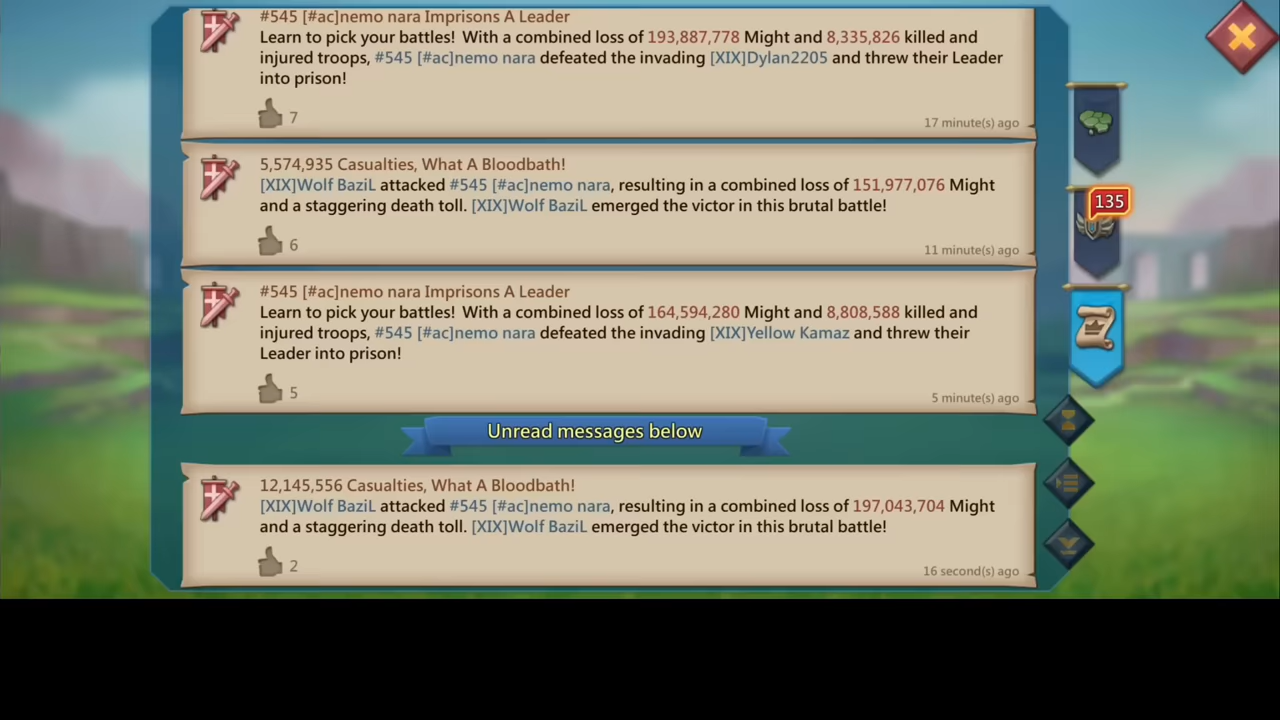 #545 [#ac]nemo nara Imprisons A Leader
Learn to pick your battles! With a combined loss of 193,887,778 Might and 8,335,826 killed and
injured troops, #545 [#ac]nemo nara defeated the invading [XIX]Dylan2205 and threw their Leader
into prison!
7
17 minute(s) ago
5,574,935 Casualties, What A Bloodbath!
[XIX]Wolf BaziL attacked #545 [#ac]nemo nara, resulting in a combined loss of 151,977,076 Might
and a staggering death toll. [XIX]Wolf BaziL emerged the victor in this brutal battle!
135
6
11 minute(s) ago
#545 [#ac]nemo nara Imprisons A Leader
Learn to pick your battles! With a combined loss of 164,594,280 Might and 8,808,588 killed and
injured troops, #545 [#ac]nemo nara defeated the invading [XIX]Yellow Kamaz and threw their
Leader into prison!
5
5 minute(s) ago
Unread messages below
12,145,556 Casualties, What A Bloodbath!
[XIX]Wolf BaziL attacked #545 [#ac]nemo nara, resulting in a combined loss of 197,043,704 Might
and a staggering death toll. [XIX]Wolf BaziL emerged the victor in this brutal battle!
2
16 second(s) ago